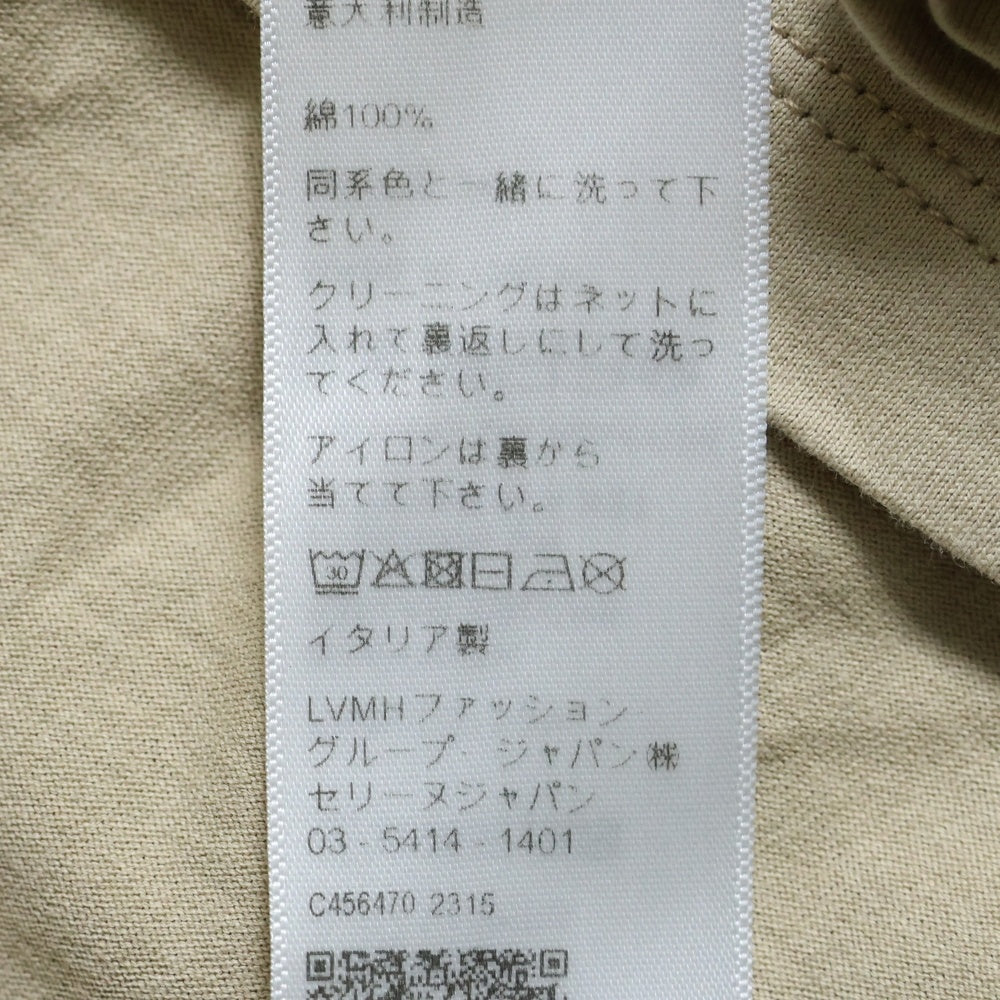 意大利制造
綿100%
同系色と一緒に洗って下
さい。
クリーニングはネットに
入れて裏返しにして洗っ
てください。
アイロンは裏から
当てて下さい。
30
イタリア製
LVMHファッション
グループ・ジャパン㈱
セリーヌジャパン
03-5414-1401
C456470 2315